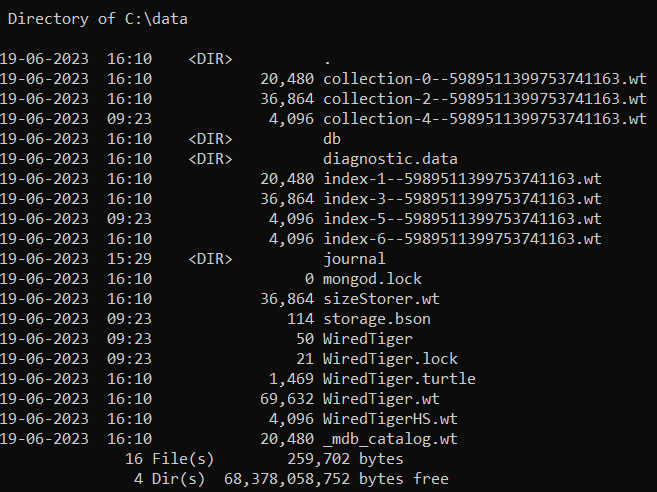 Directory of C:\data
19-06-2023 16:10 <DIR> .
19-06-2023 16:10 20,480 collection-0--5989511399753741163.wt
19-06-2023 16:10 36,864 collection-2--5989511399753741163.wt
19-06-2023 09:23 4,096 collection-4--5989511399753741163.wt
19-06-2023 16:10 <DIR> db
19-06-2023 16:10 <DIR> diagnostic.data
19-06-2023 16:10 20,480 index-1--5989511399753741163.wt
19-06-2023 16:10 36,864 index-3--5989511399753741163.wt
19-06-2023 09:23 4,096 index-5--5989511399753741163.wt
19-06-2023 16:10 4,096 index-6--5989511399753741163.wt
19-06-2023 15:29 <DIR> journal
19-06-2023 16:10 0 mongod.lock
19-06-2023 16:10 36,864 sizeStorer.wt
19-06-2023 09:23 114 storage.bson
19-06-2023 09:23 50 WiredTiger
19-06-2023 09:23 21 WiredTiger.lock
19-06-2023 16:10 1,469 WiredTiger.turtle
19-06-2023 16:10 69,632 WiredTiger.wt
19-06-2023 16:10 4,096 WiredTigerHS.wt
19-06-2023 16:10 20,480 _mdb_catalog.wt
16 File(s) 259,702 bytes
4 Dir(s) 68,378,058,752 bytes free